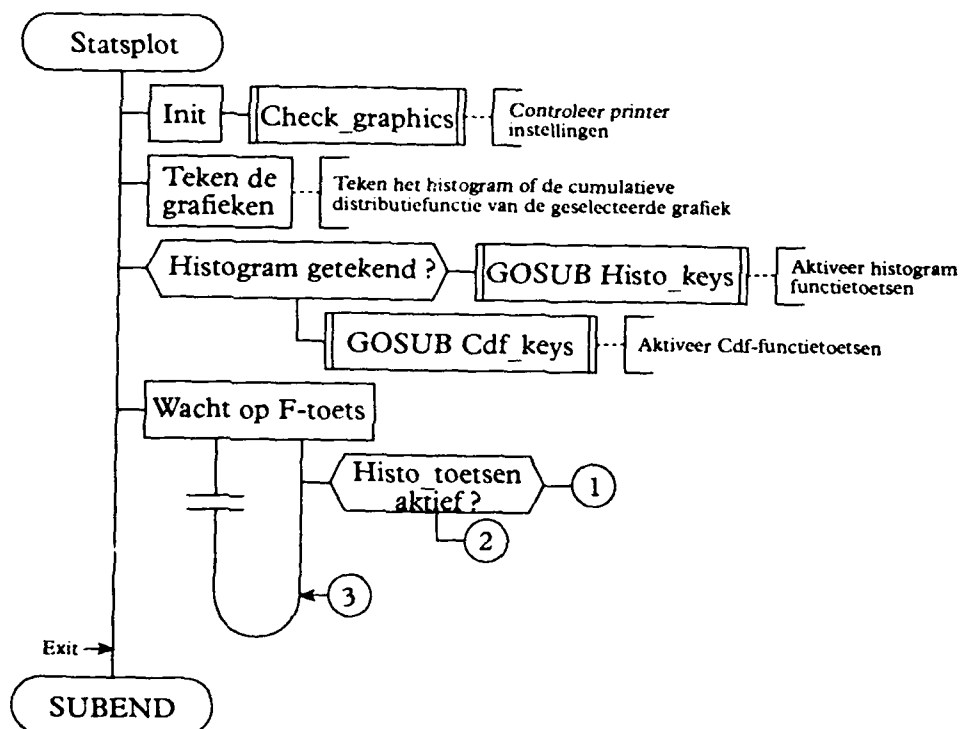 Statsplot
Init
Check_graphics
Controleer printer
instellingen
Teken de
grafieken
Teken het histogram of de cumulatieve
distributiefunctie van de geselecteerde grafiek
Histogram getekend ?
GOSUB Histo_keys
Aktiveer histogram
functietoetsen
GOSUB Cdf_keys
Aktiveer Cdf-functietoetsen
Wacht op F-toets
Histo_toetsen
aktief ?
1
2
3
Exit
SUBEND